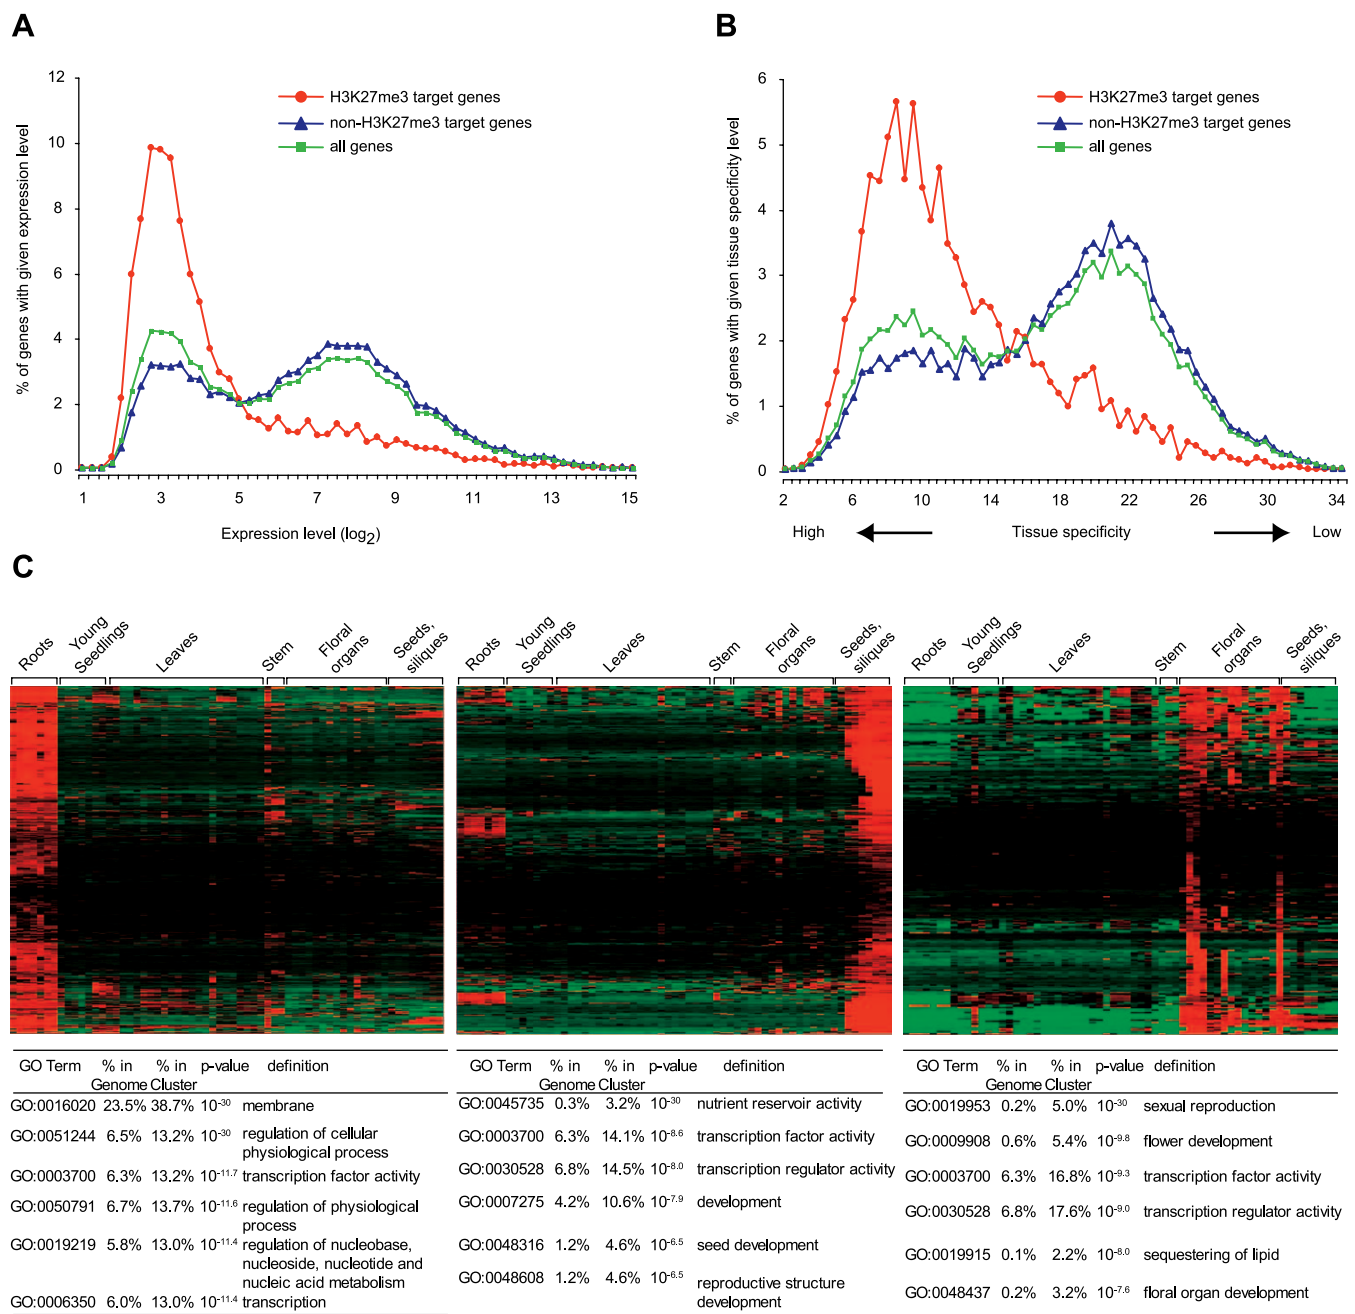 A
B
12
10
8
6
4
2
0
% of genes with given expression level
H3K27me3 target genes
non-H3K27me3 target genes
all genes
1 3 5 7 9 11 13 15
Expression level (log2)
6
5
4
3
2
1
0
% of genes with given tissue specificity level
H3K27me3 target genes
non-H3K27me3 target genes
all genes
2 6 10 14 18 22 26 30 34
High Tissue specificity Low
C
Roots
Young Seedlings
Leaves
Stem
Floral organs
Seeds, siliques
Roots
Young Seedlings
Leaves
Stem
Floral organs
Seeds, siliques
Roots
Young Seedlings
Leaves
Stem
Floral organs
Seeds, siliques
GO Term % in % in p-value definition
Genome Cluster
GO:0016020 23.5% 38.7% 10-30 membrane
GO:0051244 6.5% 13.2% 10-30 regulation of cellular
physiological process
GO:0003700 6.3% 13.2% 10-11.7 transcription factor activity
GO:0050791 6.7% 13.7% 10-11.6 regulation of physiological
process
GO:0019219 5.8% 13.0% 10-11.4 regulation of nucleobase,
nucleoside, nucleotide and
nucleic acid metabolism
GO:0006350 6.0% 13.0% 10-11.4 transcription
GO Term % in % in p-value definition
Genome Cluster
GO:0045735 0.3% 3.2% 10-30 nutrient reservoir activity
GO:0003700 6.3% 14.1% 10-8.6 transcription factor activity
GO:0030528 6.8% 14.5% 10-8.0 transcription regulator activity
GO:0007275 4.2% 10.6% 10-7.9 development
GO:0048316 1.2% 4.6% 10-6.5 seed development
GO:0048608 1.2% 4.6% 10-6.5 reproductive structure
development
GO Term % in % in p-value definition
Genome Cluster
GO:0019953 0.2% 5.0% 10-30 sexual reproduction
GO:0009908 0.6% 5.4% 10-9.8 flower development
GO:0003700 6.3% 16.8% 10-9.3 transcription factor activity
GO:0030528 6.8% 17.6% 10-9.0 transcription regulator activity
GO:0019915 0.1% 2.2% 10-8.0 sequestering of lipid
GO:0048437 0.2% 3.2% 10-7.6 floral organ development